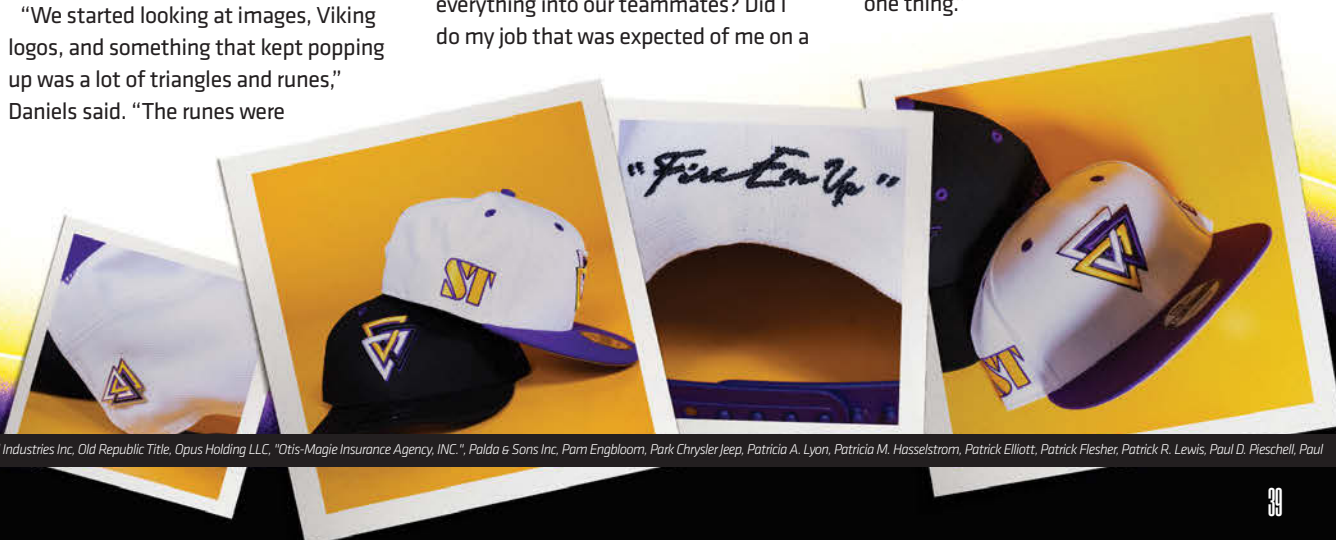 “We started looking at images, Viking
logos, and something that kept popping
up was a lot of triangles and runes,”
Daniels said. “The runes were
everything into our teammates? Did I
do my job that was expected of me on a
one thing.
ST
"Fire Em Up"
ST
Industries Inc, Old Republic Title, Opus Holding LLC, "Otis-Magie Insurance Agency, INC.", Palda & Sons Inc, Pam Engbloom, Park Chrysler Jeep, Patricia A. Lyon, Patricia M. Hasselstrom, Patrick Elliott, Patrick Flesher, Patrick R. Lewis, Paul D. Pieschell, Paul
39